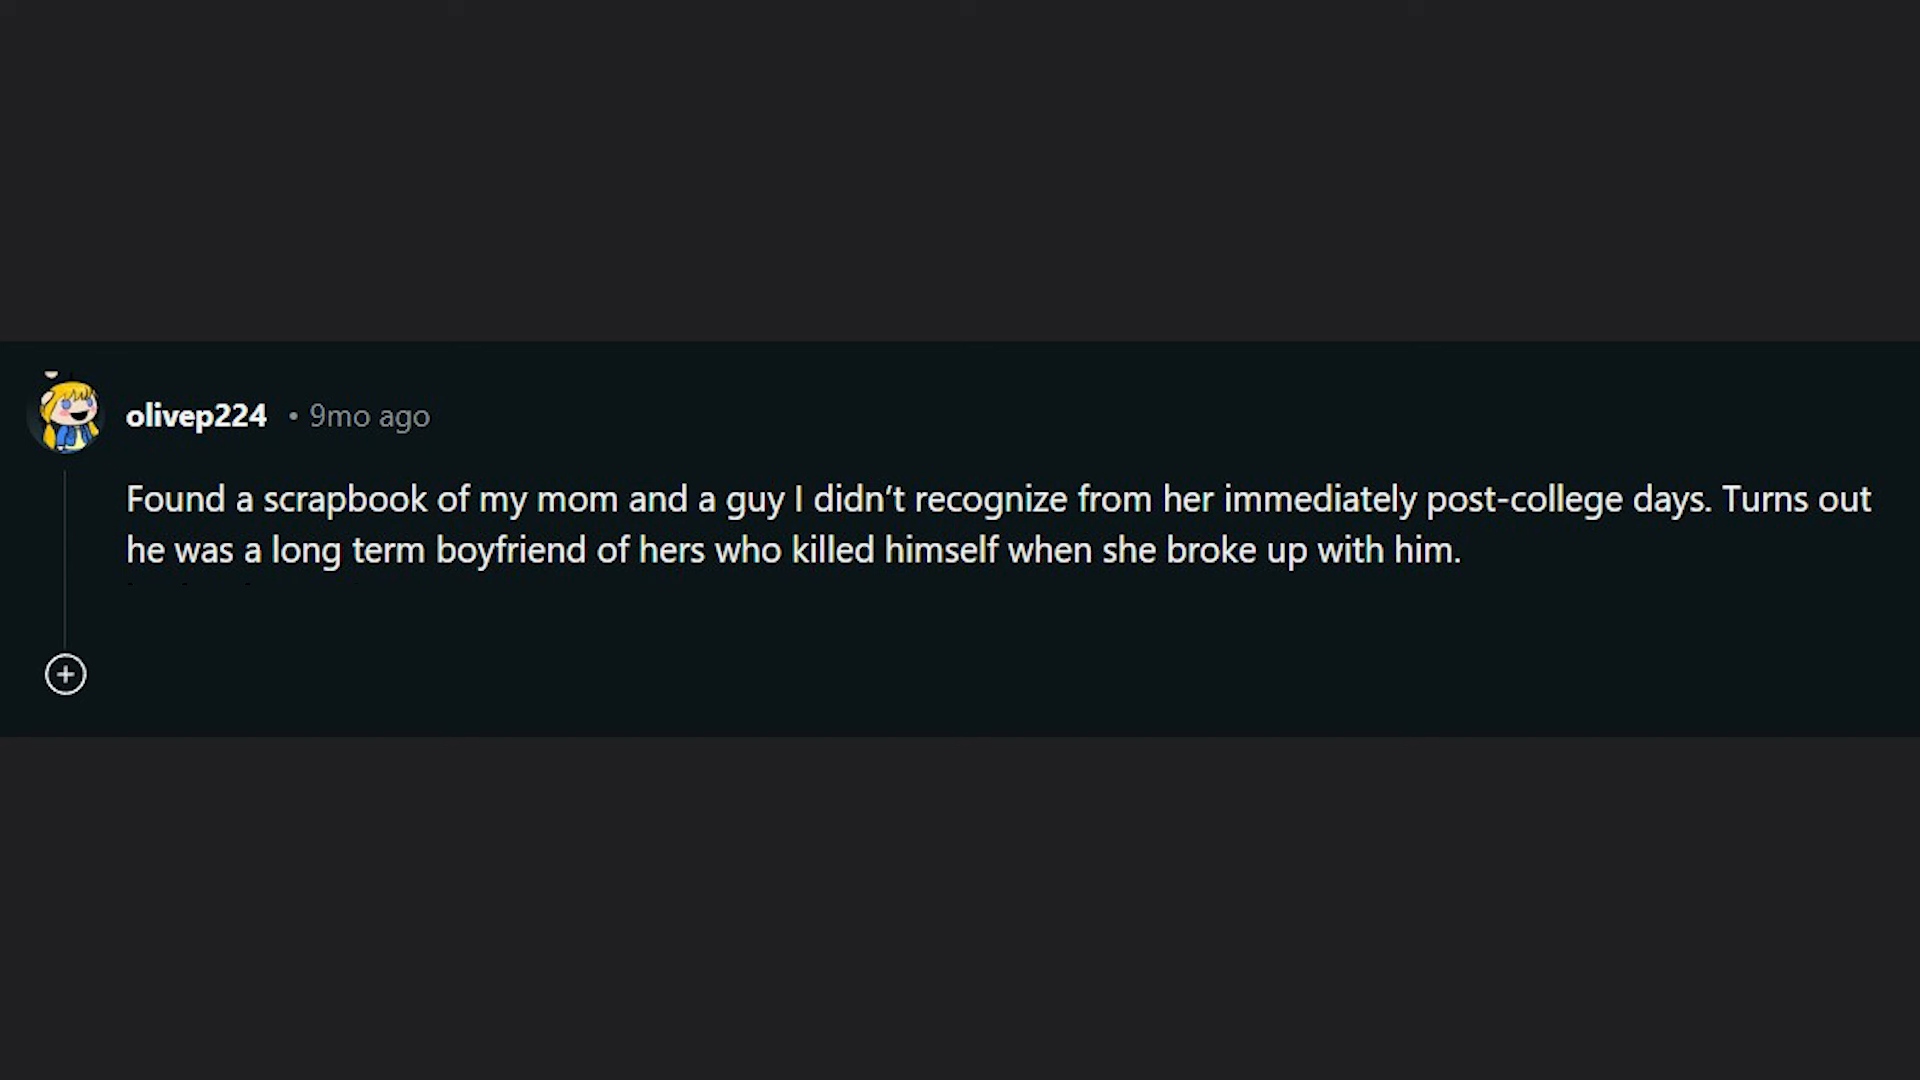 olivep224 • 9mo ago
Found a scrapbook of my mom and a guy I didn’t recognize from her immediately post-college days. Turns out
he was a long term boyfriend of hers who killed himself when she broke up with him.